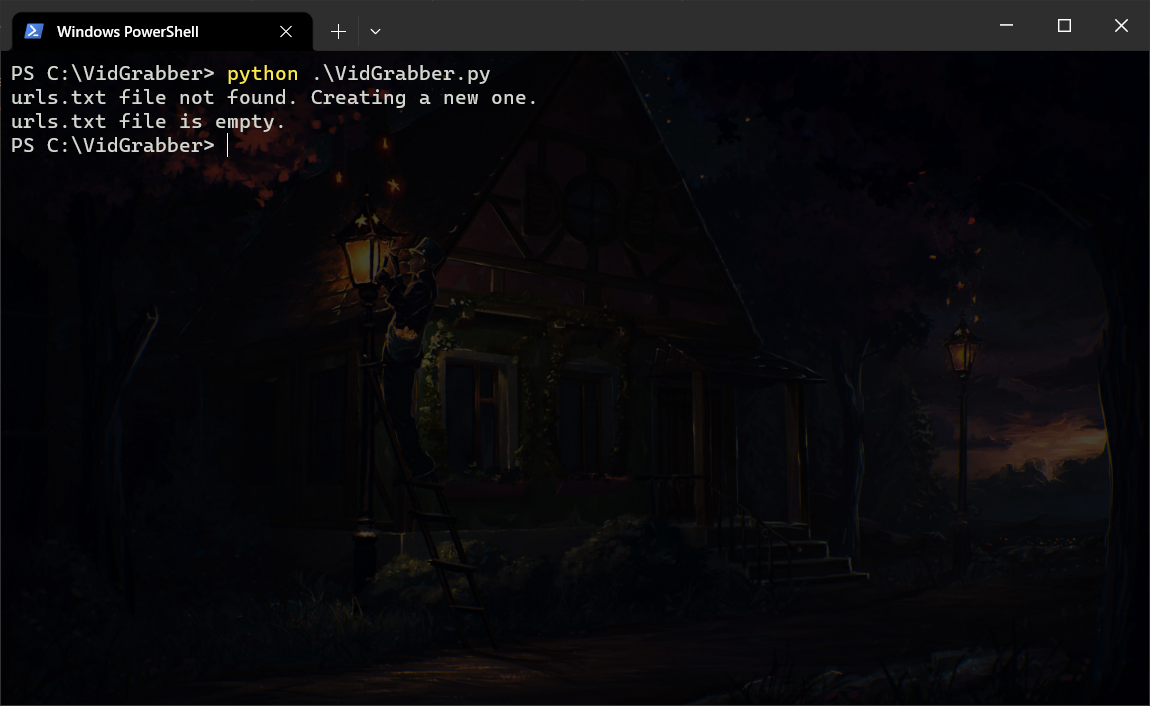 Windows PowerShell
PS C:\VidGrabber> python .\VidGrabber.py
urls.txt file not found. Creating a new one.
urls.txt file is empty.
PS C:\VidGrabber>